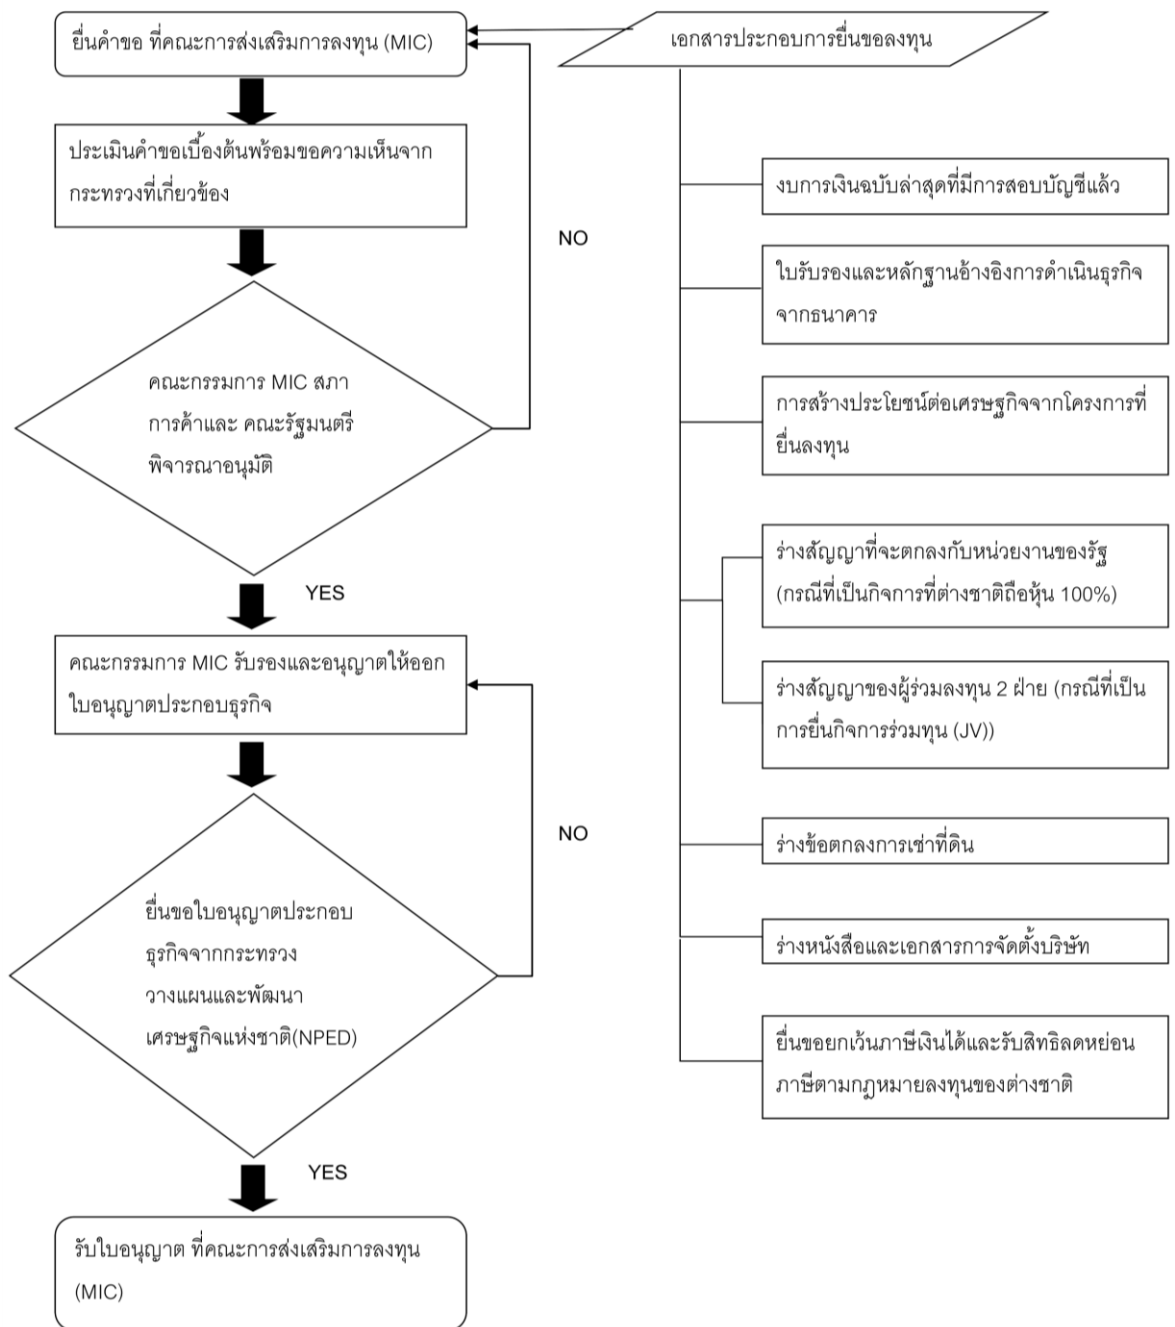 ยื่นคำขอ ที่คณะการส่งเสริมการลงทุน (MIC)
ประเมินคำขอเบื้องต้นพร้อมขอความเห็นจาก
กระทรวงที่เกี่ยวข้อง
NO
คณะกรรมการ MIC สภา
การค้าและ คณะรัฐมนตรี
พิจารณาอนุมัติ
YES
คณะกรรมการ MIC รับรองและอนุญาตให้ออก
ใบอนุญาตประกอบธุรกิจ
NO
ยื่นขอใบอนุญาตประกอบ
ธุรกิจจากกระทรวง
วางแผนและพัฒนา
เศรษฐกิจแห่งชาติ(NPED)
YES
รับใบอนุญาต ที่คณะการส่งเสริมการลงทุน
(MIC)
เอกสารประกอบการยื่นขอลงทุน
งบการเงินฉบับล่าสุดที่มีการสอบบัญชีแล้ว
ใบรับรองและหลักฐานอ้างอิงการดำเนินธุรกิจ
จากธนาคาร
การสร้างประโยชน์ต่อเศรษฐกิจจากโครงการที่
ยื่นลงทุน
ร่างสัญญาที่จะตกลงกับหน่วยงานของรัฐ
(กรณีที่เป็นกิจการที่ต่างชาติถือหุ้น 100%)
ร่างสัญญาของผู้ร่วมลงทุน 2 ฝ่าย (กรณีที่เป็น
การยื่นกิจการร่วมทุน (JV))
ร่างข้อตกลงการเช่าที่ดิน
ร่างหนังสือและเอกสารการจัดตั้งบริษัท
ยื่นขอยกเว้นภาษีเงินได้และรับสิทธิลดหย่อน
ภาษีตามกฎหมายลงทุนของต่างชาติ